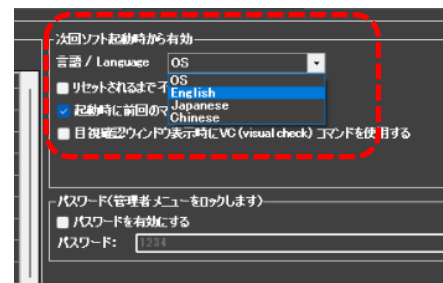 次回ソフト起動時から有効
言語 / Language OS
OS
リセットされるまで
English
起動時に前回の
Japanese
Chinese
目視確認ウィンドウ表示時にVC (visual check) コマンドを使用する
パスワード(管理者メニューをロックします)
パスワードを有効にする
パスワード: 1234